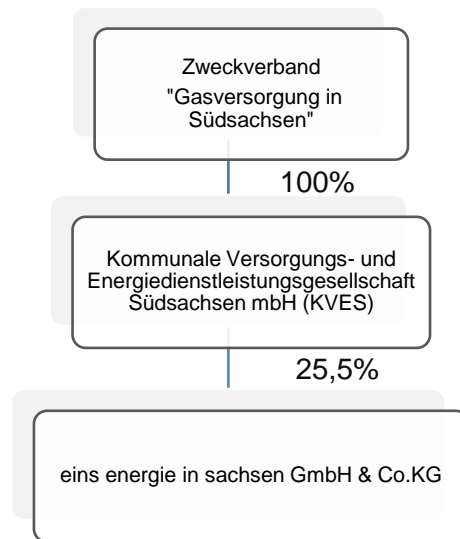 Zweckverband
"Gasversorgung in
Südsachsen"
100%
Kommunale Versorgungs- und
Energiedienstleistungsgesellschaft
Südsachsen mbH (KVES)
25,5%
eins energie in sachsen GmbH & Co.KG